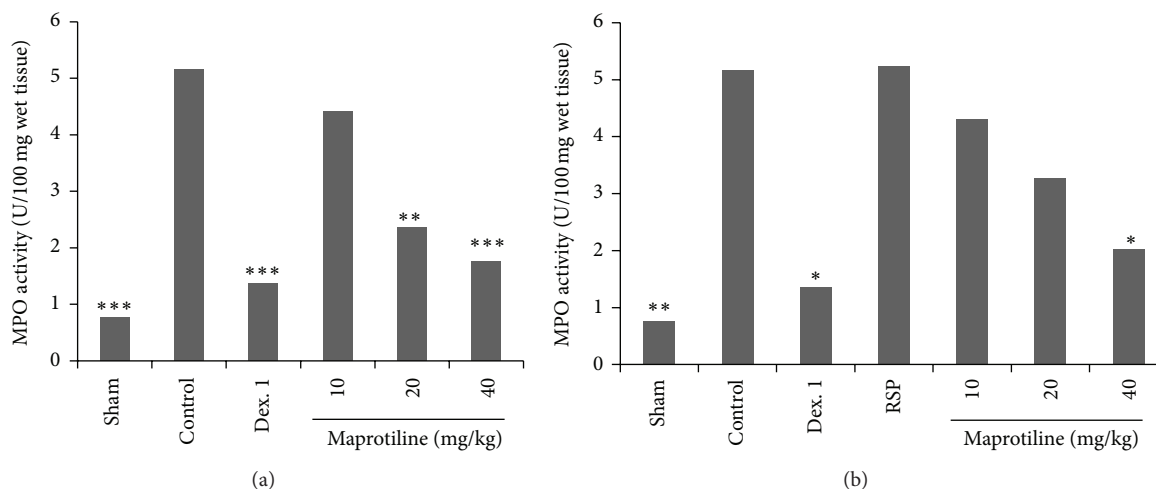 MPO activity (U/100 mg wet tissue)
6
5
4
3
2
1
0
***
***
**
***
Sham
Control
Dex. 1
10
20
40
Maprotiline (mg/kg)
(a)
MPO activity (U/100 mg wet tissue)
6
5
4
3
2
1
0
**
*
*
Sham
Control
Dex. 1
RSP
10
20
40
Maprotiline (mg/kg)
(b)